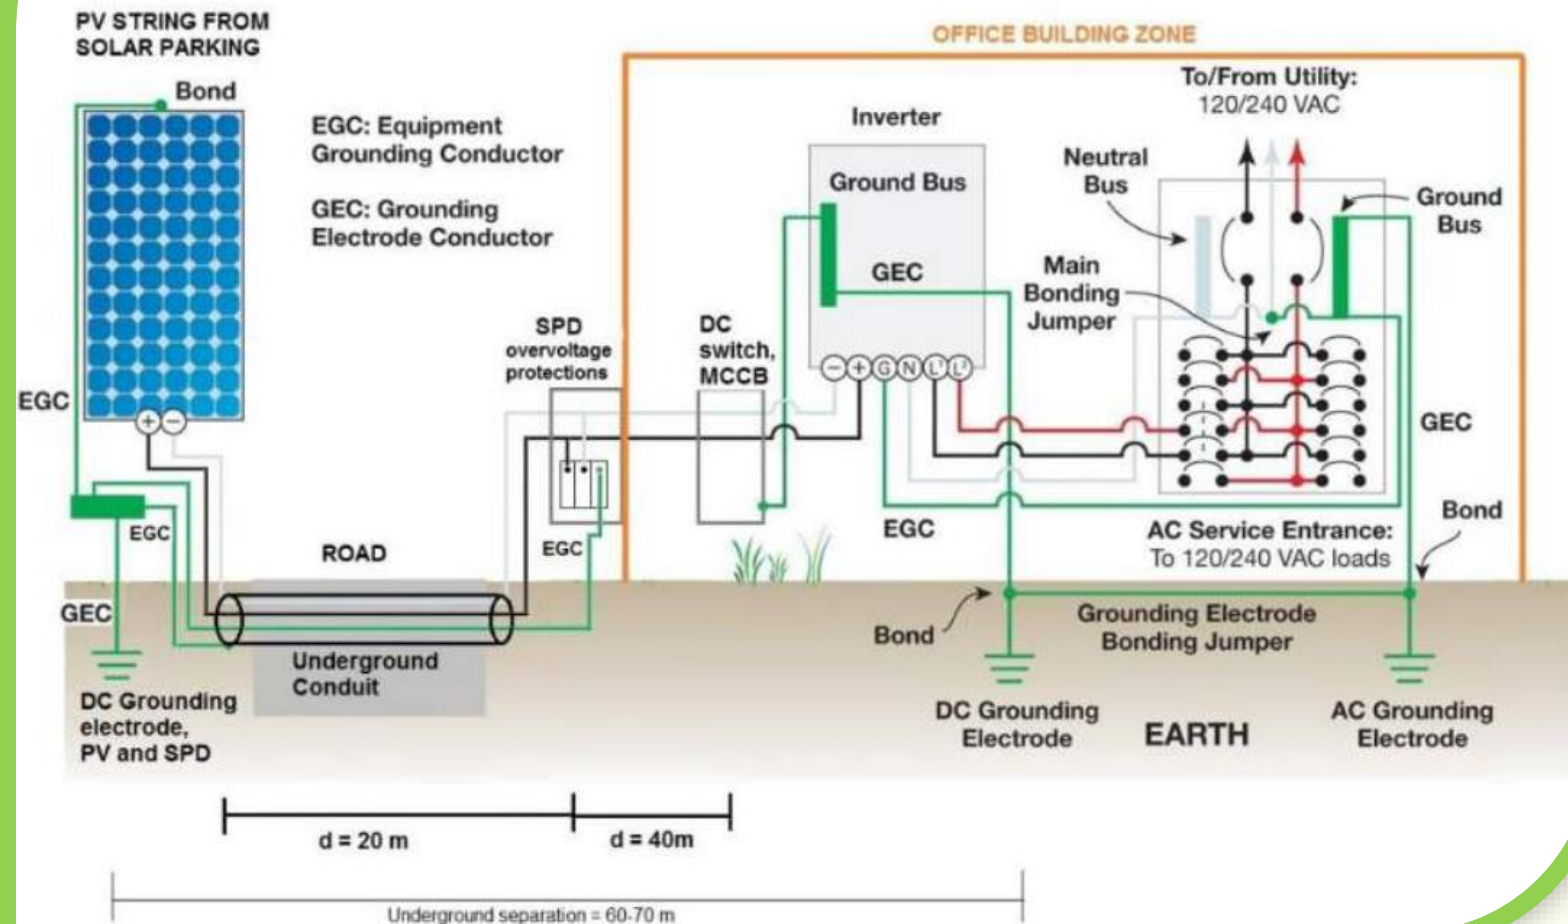 PV STRING FROM
SOLAR PARKING
Bond
EGC: Equipment
Grounding Conductor
GEC: Grounding
Electrode Conductor
OFFICE BUILDING ZONE
To/From Utility:
120/240 VAC
Inverter
Ground Bus
GEC
Neutral
Bus
Ground
Bus
Main
Bonding
Jumper
SPD
overvoltage
protections
DC
switch,
MCCB
− + G N L¹ L²
EGC
+ −
GEC
EGC
ROAD
EGC
EGC
AC Service Entrance:
To 120/240 VAC loads
Bond
GEC
Underground
Conduit
Bond
Grounding Electrode
Bonding Jumper
DC Grounding
electrode,
PV and SPD
DC Grounding
Electrode
EARTH
AC Grounding
Electrode
d = 20 m
d = 40m
Underground separation = 60-70 m